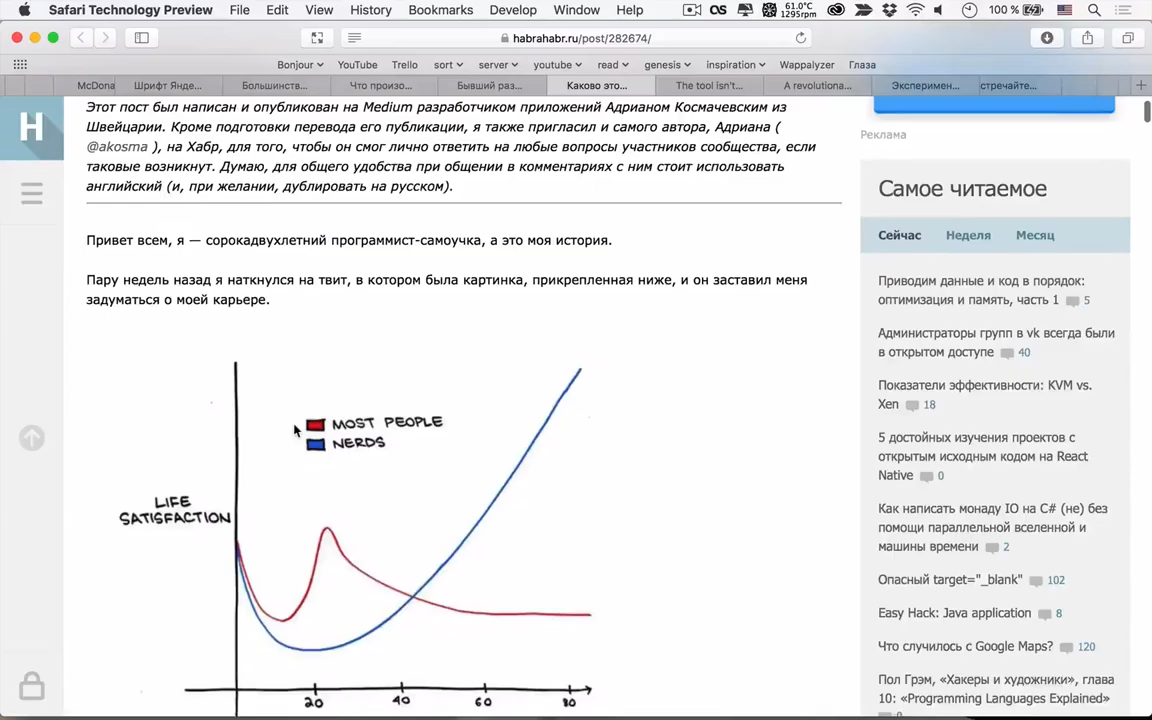 Safari Technology Preview File Edit View History Bookmarks Develop Window Help 61.0°C 1295rpm 100 %
habrahabr.ru/post/282674/
Bonjour YouTube Trello sort server youtube read genesis inspiration Wappalyzer Глаза
McDona Шрифт Янде... Большинств... Что произо... Бывший раз... Каково это... The tool isn't... A revolutiona... Эксперимен... стречайте...
H
Этот пост был написан и опубликован на Medium разработчиком приложений Адрианом Космачевским из
Швейцарии. Кроме подготовки перевода его публикации, я также пригласил и самого автора, Адриана (
@akosma ), на Хабр, для того, чтобы он смог лично ответить на любые вопросы участников сообщества, если
таковые возникнут. Думаю, для общего удобства при общении в комментариях с ним стоит использовать
английский (и, при желании, дублировать на русском).
Привет всем, я — сорокадвухлетний программист-самоучка, а это моя история.
Пару недель назад я наткнулся на твит, в котором была картинка, прикрепленная ниже, и он заставил меня
задуматься о моей карьере.
MOST PEOPLE
NERDS
LIFE
SATISFACTION
20 40 60 80
Реклама
Самое читаемое
Сейчас Неделя Месяц
Приводим данные и код в порядок:
оптимизация и память, часть 1 5
Администраторы групп в vk всегда были
в открытом доступе 40
Показатели эффективности: KVM vs.
Xen 18
5 достойных изучения проектов с
открытым исходным кодом на React
Native 0
Как написать монаду IO на C# (не) без
помощи параллельной вселенной и
машины времени 2
Опасный target="_blank" 102
Easy Hack: Java application 8
Что случилось с Google Maps? 120
Пол Грэм, «Хакеры и художники», глава
10: «Programming Languages Explained»